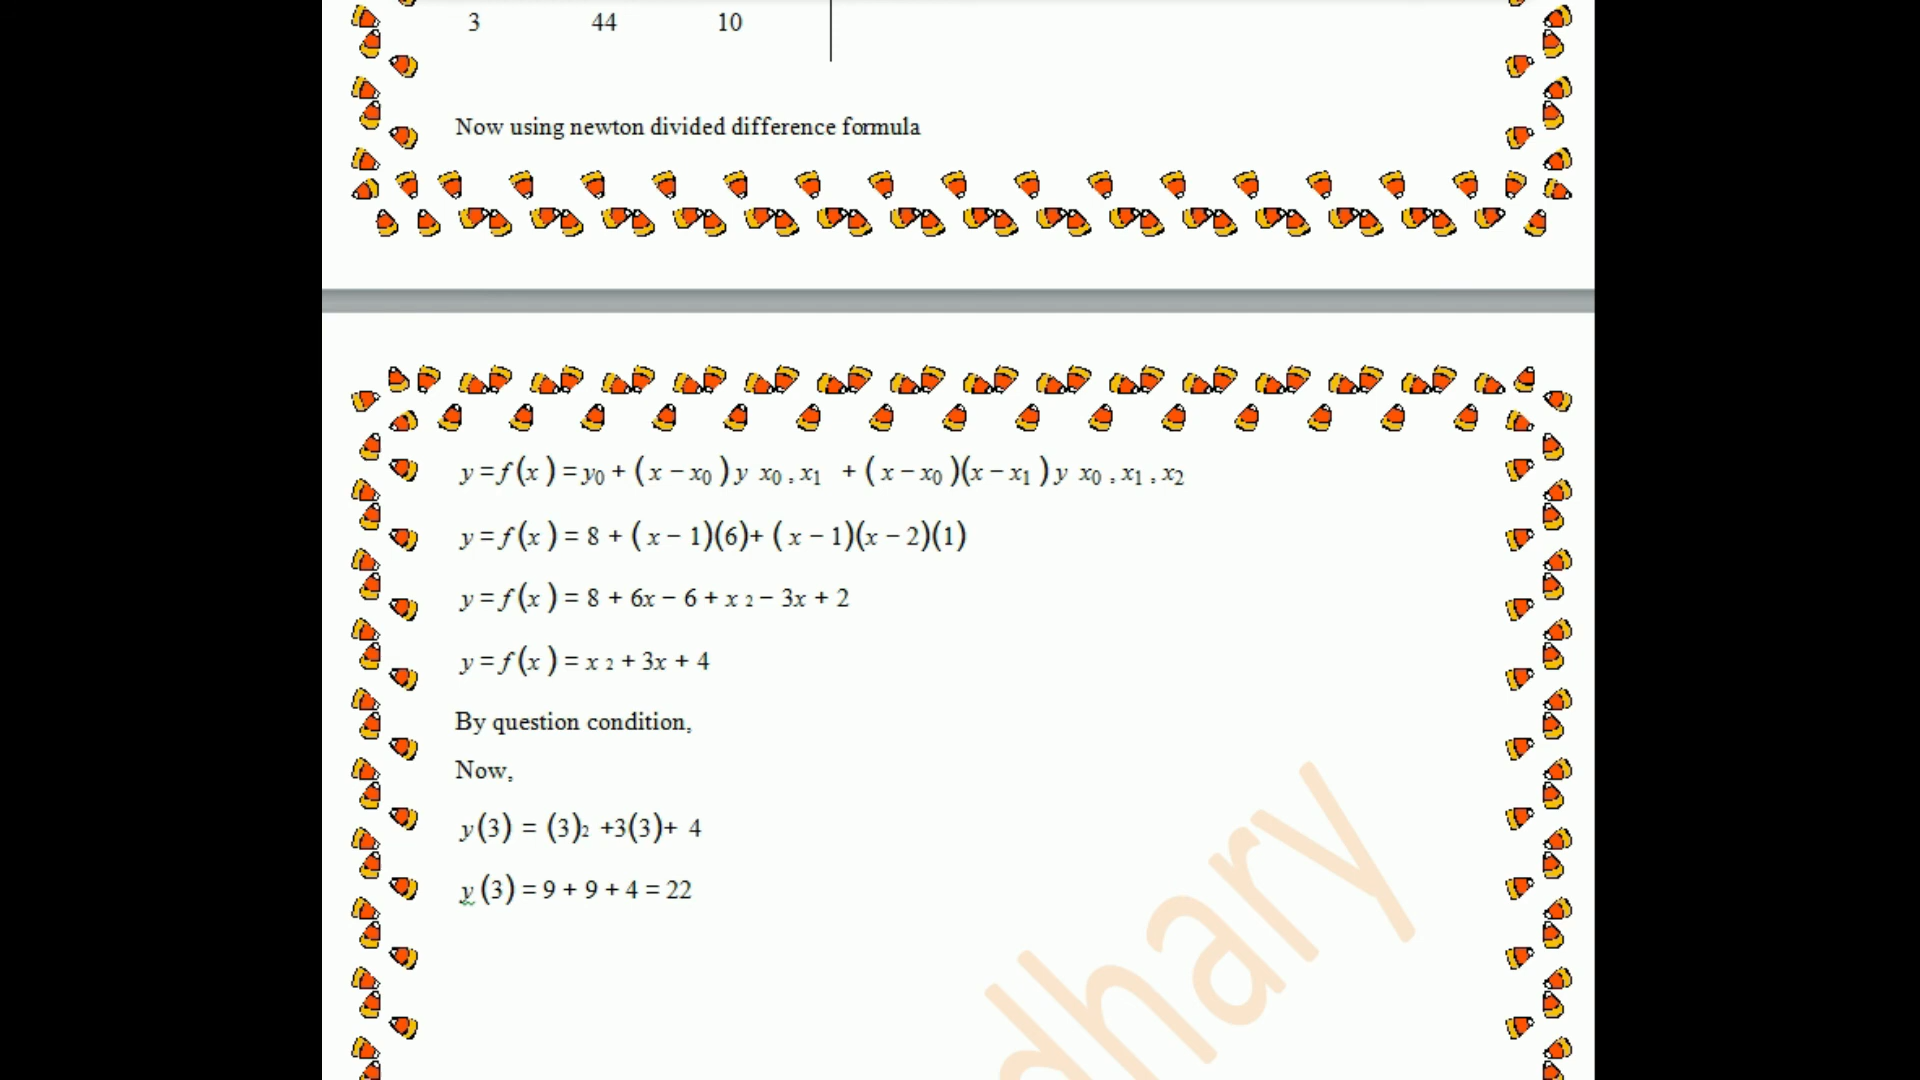 3 44 10
Now using newton divided difference formula
y = f(x) = y0 + (x − x0)y x0 , x1 + (x − x0)(x − x1)y x0 , x1 , x2
y = f(x) = 8 + (x − 1)(6)+ (x − 1)(x − 2)(1)
y = f(x) = 8 + 6x − 6 + x 2 − 3x + 2
y = f(x) = x 2 + 3x + 4
By question condition,
Now,
y(3) = (3)2 +3(3)+ 4
y (3) = 9 + 9 + 4 = 22